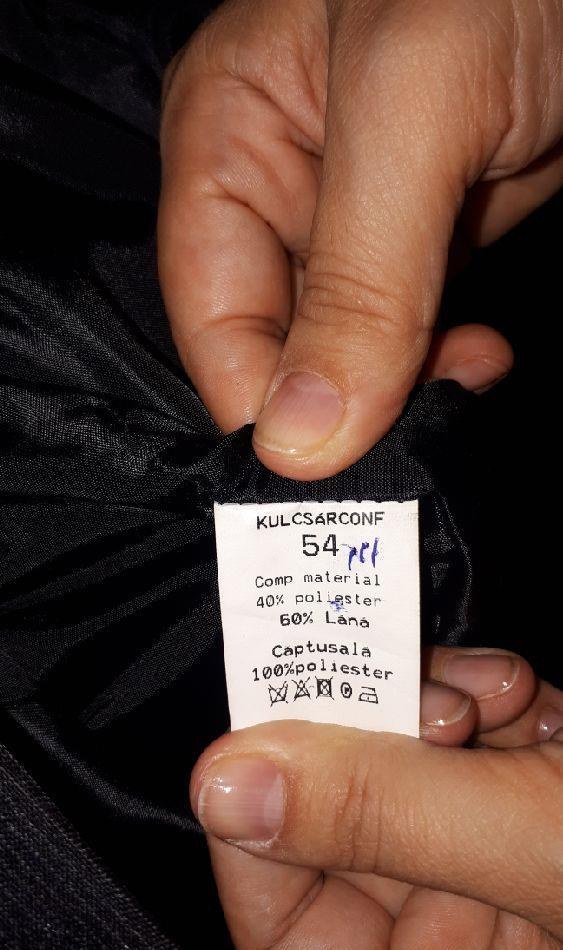 KULCSARCONF
54
Comp material
40% poliester
60% Lana
Captusala
100%poliester